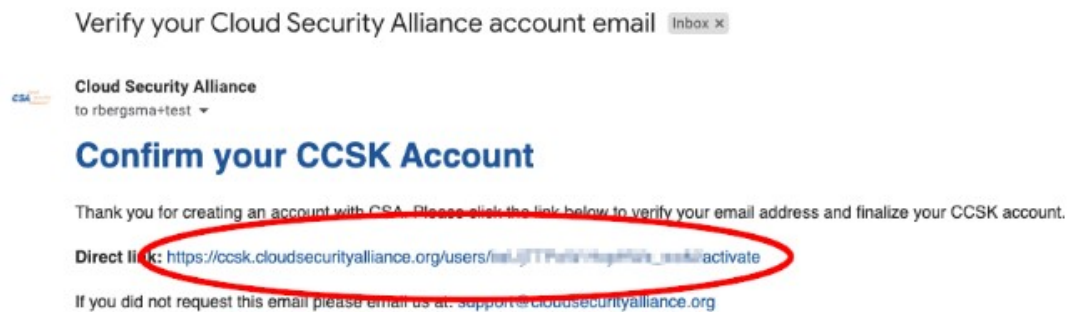 Verify your Cloud Security Alliance account email Inbox x
CSA
Cloud Security Alliance
to rbergsma+test
Confirm your CCSK Account
Thank you for creating an account with CSA. Please click the link below to verify your email address and finalize your CCSK account.
Direct link: https://ccsk.cloudsecurityalliance.org/users/ activate
If you did not request this email please email us at: support@cloudsecurityalliance.org